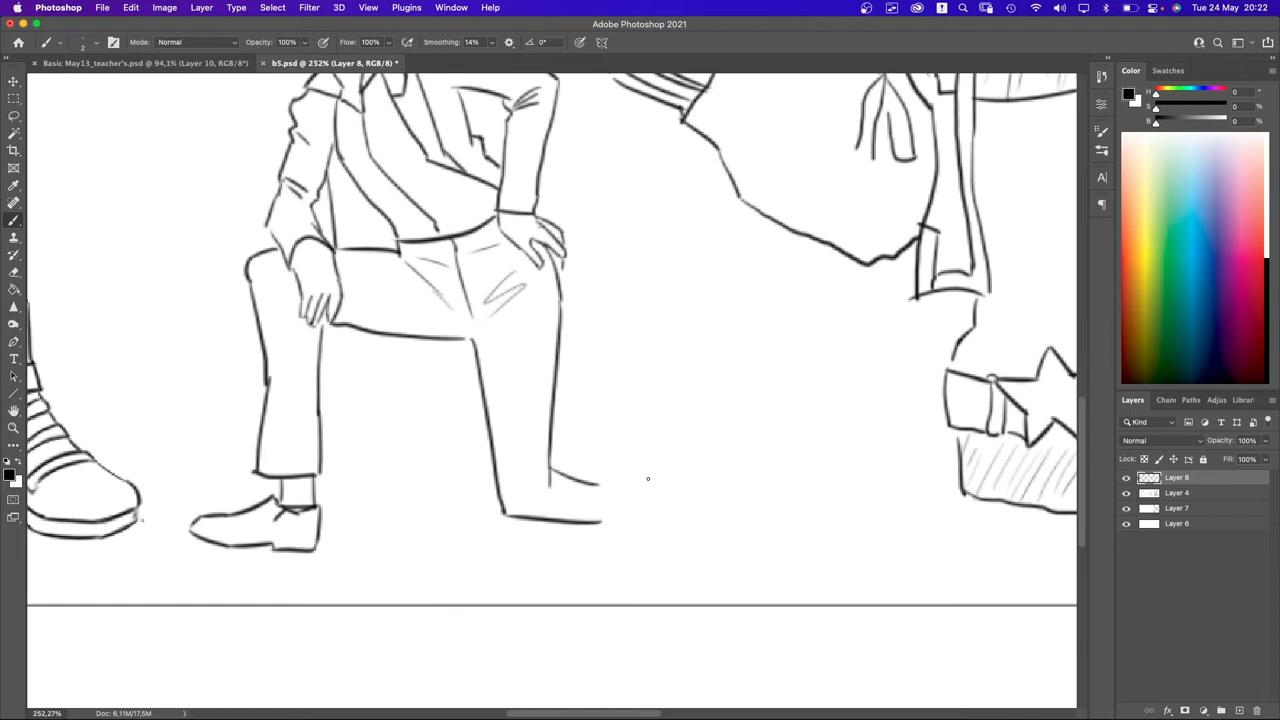 Photoshop File Edit Image Layer Type Select Filter 3D View Plugins Window Help Tue 24 May 20:22
Adobe Photoshop 2021
2 Mode: Normal Opacity: 100% Flow: 100% Smoothing: 14% 0°
× Basic May13_teacher's.psd @ 94,1% (Layer 10, RGB/8*) × b5.psd @ 252% (Layer 8, RGB/8) *
Color Swatches
H 0 °
S 0 %
B 0 %
Layers Chann Paths Adjus Librari
Kind
Normal Opacity: 100%
Lock: Fill: 100%
Layer 8
Layer 4
Layer 7
Layer 6
252,27% Doc: 6,11M/17,5M